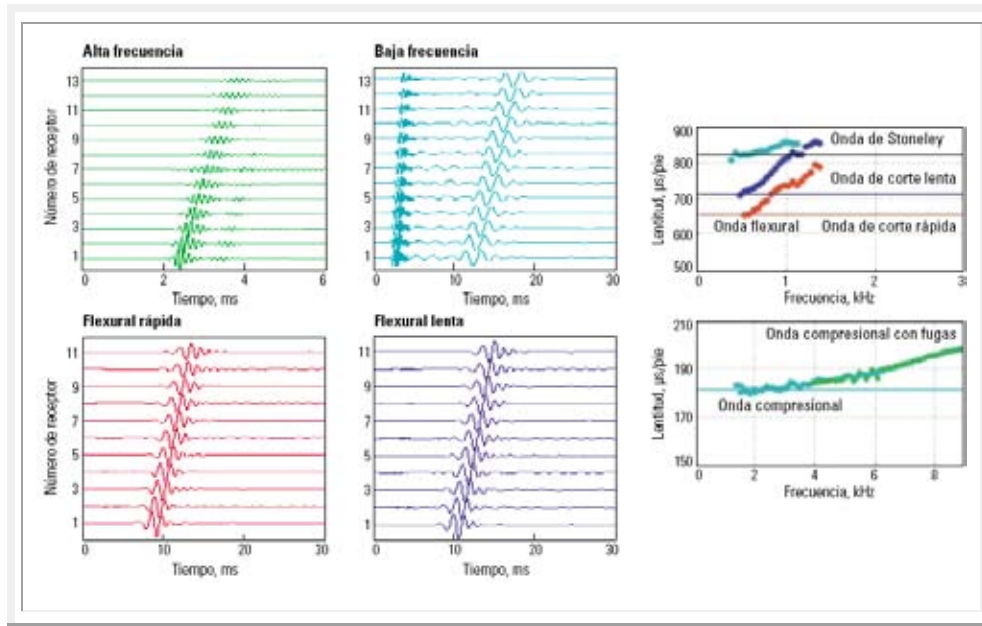 Alta frecuencia
Número de receptor
13
11
9
7
5
3
1
0 2 4 6
Tiempo, ms
Baja frecuencia
13
11
9
7
5
3
1
0 10 20 30
Tiempo, ms
Flexural rápida
Número de receptor
11
9
7
5
3
1
0 10 20 30
Tiempo, ms
Flexural lenta
11
9
7
5
3
1
0 10 20 30
Tiempo, ms
Lentitud, µs/pie
900
800
700
600
500
Onda de Stoneley
Onda de corte lenta
Onda flexural Onda de corte rápida
0 1 2 3
Frecuencia, kHz
Lentitud, µs/pie
210
190
170
150
Onda compresional con fugas
Onda compresional
0 2 4 6 8
Frecuencia, kHz